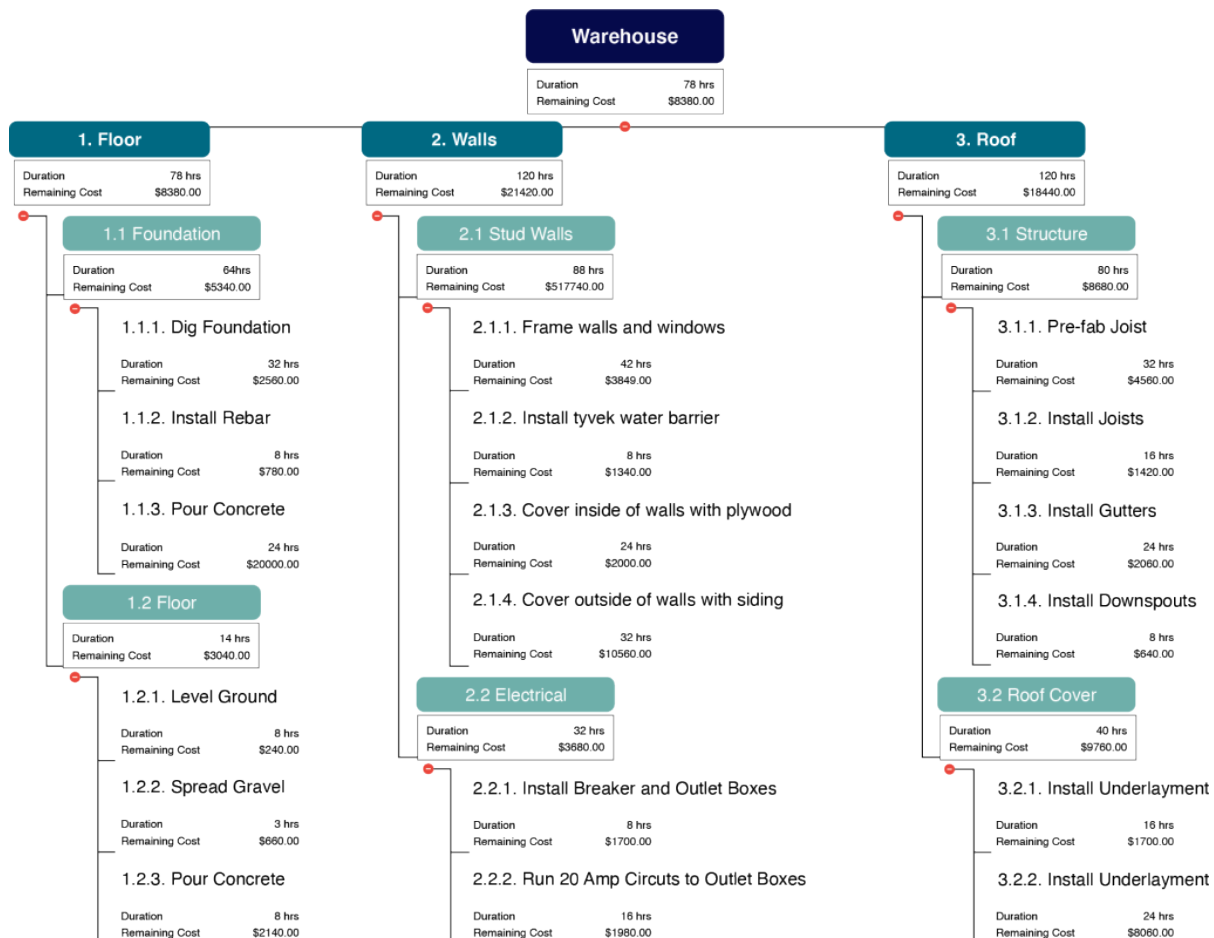 Warehouse
Duration 78 hrs
Remaining Cost $8380.00
1. Floor
Duration 78 hrs
Remaining Cost $8380.00
1.1 Foundation
Duration 64hrs
Remaining Cost $5340.00
1.1.1. Dig Foundation
Duration 32 hrs
Remaining Cost $2560.00
1.1.2. Install Rebar
Duration 8 hrs
Remaining Cost $780.00
1.1.3. Pour Concrete
Duration 24 hrs
Remaining Cost $20000.00
1.2 Floor
Duration 14 hrs
Remaining Cost $3040.00
1.2.1. Level Ground
Duration 8 hrs
Remaining Cost $240.00
1.2.2. Spread Gravel
Duration 3 hrs
Remaining Cost $660.00
1.2.3. Pour Concrete
Duration 8 hrs
Remaining Cost $2140.00
2. Walls
Duration 120 hrs
Remaining Cost $21420.00
2.1 Stud Walls
Duration 88 hrs
Remaining Cost $517740.00
2.1.1. Frame walls and windows
Duration 42 hrs
Remaining Cost $3849.00
2.1.2. Install tyvek water barrier
Duration 8 hrs
Remaining Cost $1340.00
2.1.3. Cover inside of walls with plywood
Duration 24 hrs
Remaining Cost $2000.00
2.1.4. Cover outside of walls with siding
Duration 32 hrs
Remaining Cost $10560.00
2.2 Electrical
Duration 32 hrs
Remaining Cost $3680.00
2.2.1. Install Breaker and Outlet Boxes
Duration 8 hrs
Remaining Cost $1700.00
2.2.2. Run 20 Amp Circuts to Outlet Boxes
Duration 16 hrs
Remaining Cost $1980.00
3. Roof
Duration 120 hrs
Remaining Cost $18440.00
3.1 Structure
Duration 80 hrs
Remaining Cost $8680.00
3.1.1. Pre-fab Joist
Duration 32 hrs
Remaining Cost $4560.00
3.1.2. Install Joists
Duration 16 hrs
Remaining Cost $1420.00
3.1.3. Install Gutters
Duration 24 hrs
Remaining Cost $2060.00
3.1.4. Install Downspouts
Duration 8 hrs
Remaining Cost $640.00
3.2 Roof Cover
Duration 40 hrs
Remaining Cost $9760.00
3.2.1. Install Underlayment
Duration 16 hrs
Remaining Cost $1700.00
3.2.2. Install Underlayment
Duration 24 hrs
Remaining Cost $8060.00